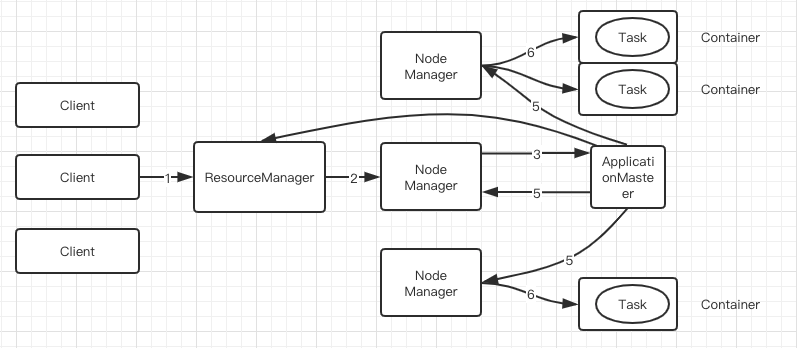 Client
Client
Client
1
ResourceManager
2
Node
Manager
Node
Manager
Node
Manager
3
5
5
5
Applicati
onMaste
er
6
6
Task
Container
Task
Container
Task
Container